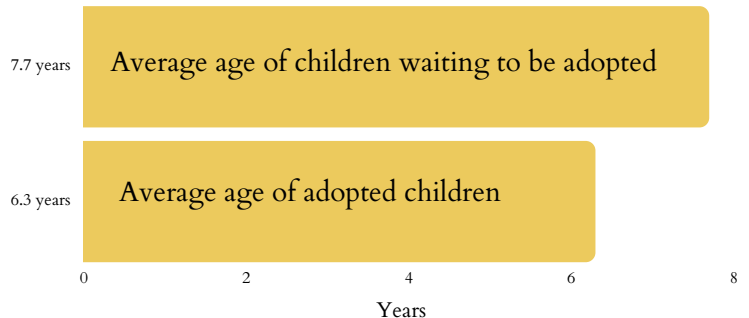 7.7 years
Average age of children waiting to be adopted
6.3 years
Average age of adopted children
0 2 4 6 8
Years